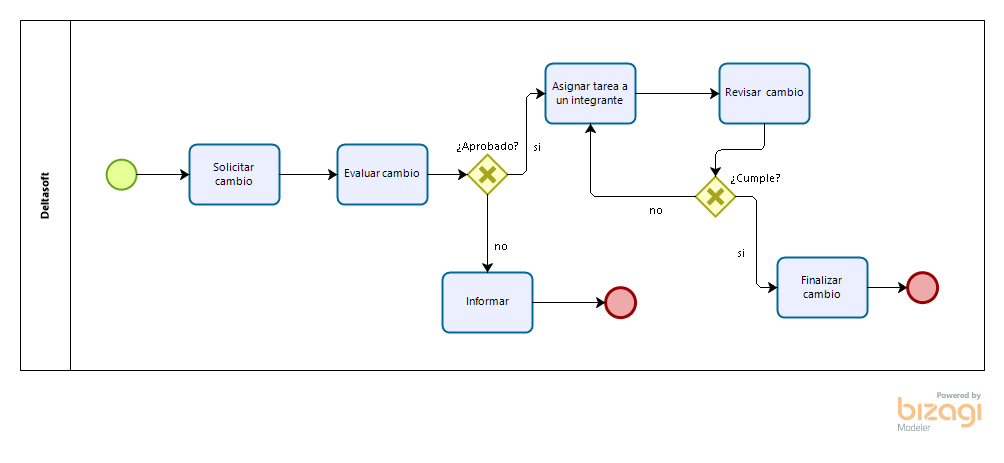 Deltasoft
Solicitar
cambio
Evaluar cambio
¿Aprobado?
si
no
Asignar tarea a
un integrante
Revisar cambio
¿Cumple?
no
si
Informar
Finalizar
cambio
Powered by
bizagi
Modeler